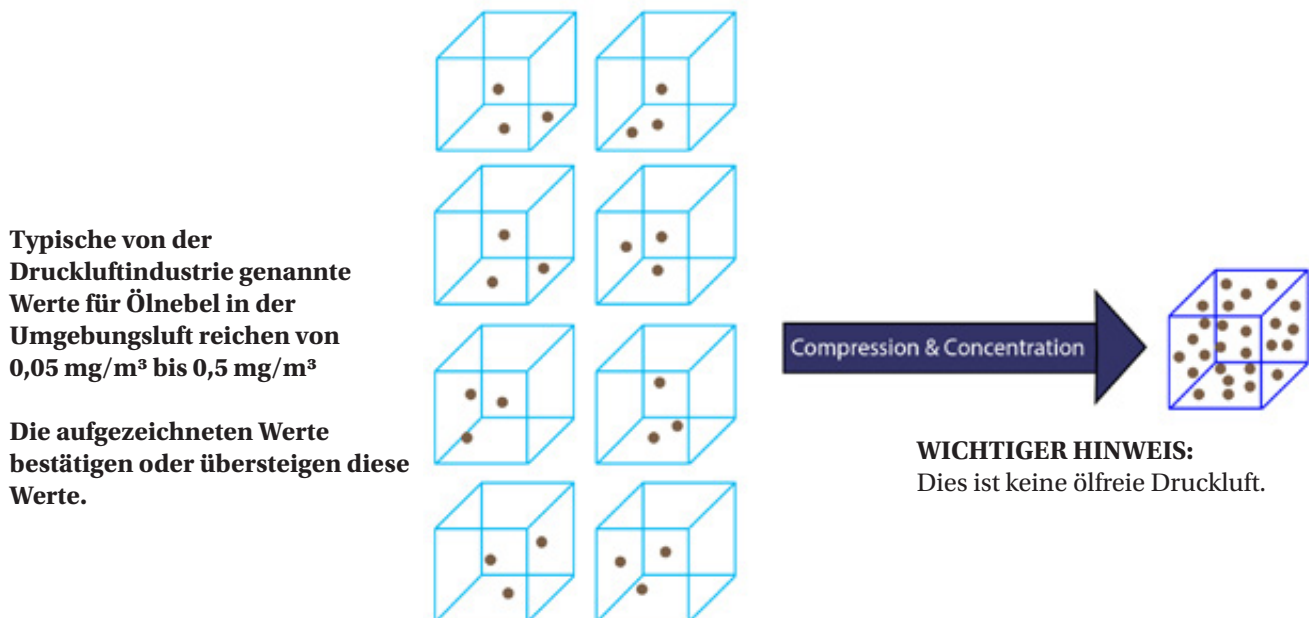 Typische von der
Druckluftindustrie genannte
Werte für Ölnebel in der
Umgebungsluft reichen von
0,05 mg/m³ bis 0,5 mg/m³
Die aufgezeichneten Werte
bestätigen oder übersteigen diese
Werte.
Compression & Concentration
WICHTIGER HINWEIS:
Dies ist keine ölfreie Druckluft.